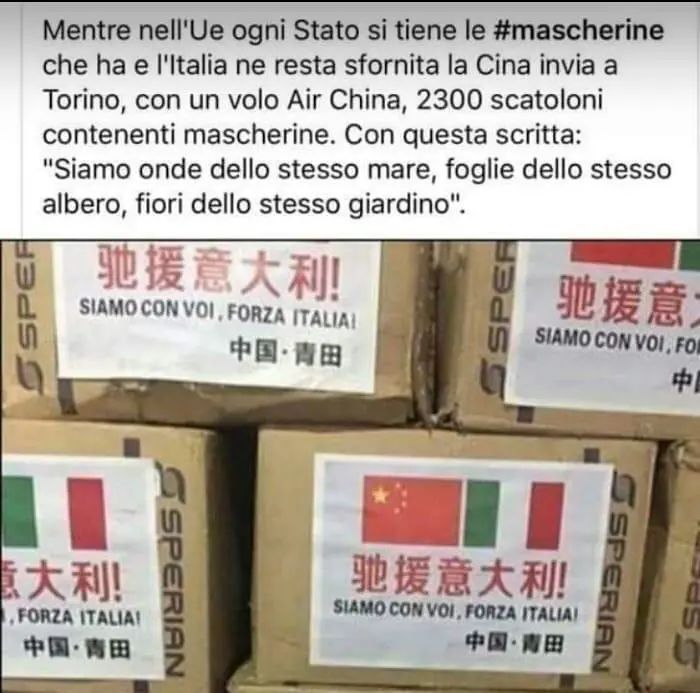 Mentre nell'Ue ogni Stato si tiene le #mascherine
che ha e l'Italia ne resta sfornita la Cina invia a
Torino, con un volo Air China, 2300 scatoloni
contenenti mascherine. Con questa scritta:
"Siamo onde dello stesso mare, foglie dello stesso
albero, fiori dello stesso giardino".
SPERIAN
驰援意大利!
SIAMO CON VOI, FORZA ITALIA!
中国·青田
SPERIAN
驰援意大
SIAMO CON VOI, FO
中
意大利!
, FORZA ITALIA!
中国·青田
SPERIAN
驰援意大利!
SIAMO CON VOI, FORZA ITALIA!
中国·青田
SPERIAN
SP